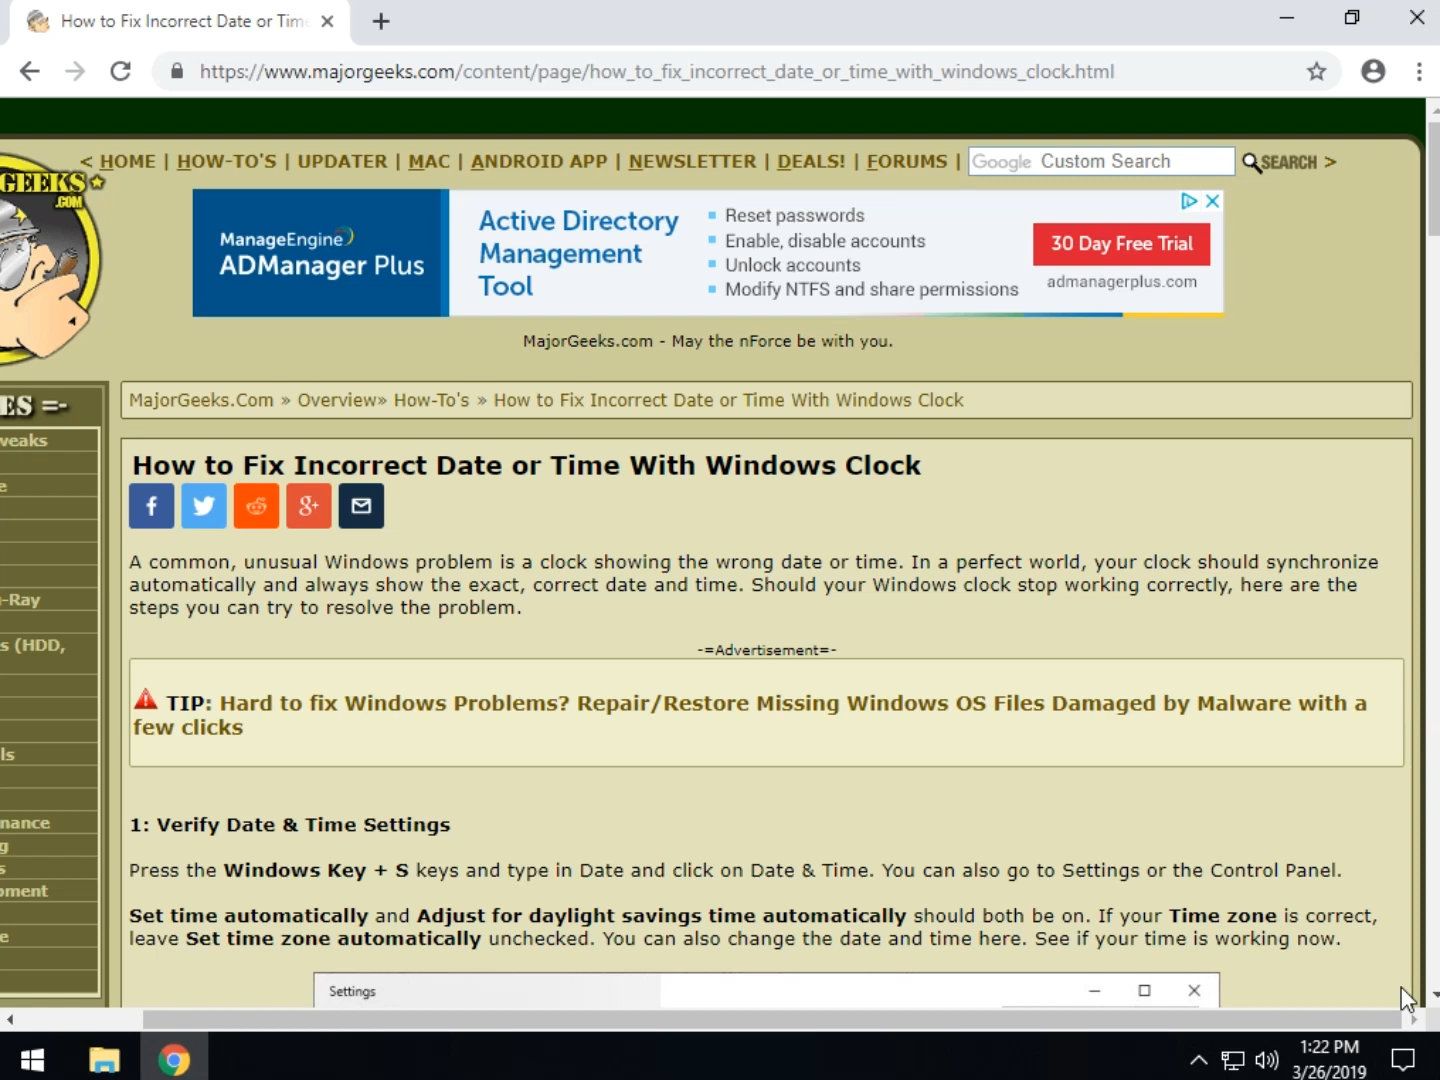 How to Fix Incorrect Date or Time
https://www.majorgeeks.com/content/page/how_to_fix_incorrect_date_or_time_with_windows_clock.html
< HOME | HOW-TO'S | UPDATER | MAC | ANDROID APP | NEWSLETTER | DEALS! | FORUMS | Google Custom Search SEARCH >
GEEKS
.COM
ManageEngine
ADManager Plus
Active Directory
Management
Tool
Reset passwords
Enable, disable accounts
Unlock accounts
Modify NTFS and share permissions
30 Day Free Trial
admanagerplus.com
MajorGeeks.com - May the nForce be with you.
MajorGeeks.Com » Overview» How-To's » How to Fix Incorrect Date or Time With Windows Clock
ES =-
weaks
e
-Ray
s (HDD,
ls
nance
g
s
pment
e
How to Fix Incorrect Date or Time With Windows Clock
A common, unusual Windows problem is a clock showing the wrong date or time. In a perfect world, your clock should synchronize
automatically and always show the exact, correct date and time. Should your Windows clock stop working correctly, here are the
steps you can try to resolve the problem.
-=Advertisement=-
TIP: Hard to fix Windows Problems? Repair/Restore Missing Windows OS Files Damaged by Malware with a
few clicks
1: Verify Date & Time Settings
Press the Windows Key + S keys and type in Date and click on Date & Time. You can also go to Settings or the Control Panel.
Set time automatically and Adjust for daylight savings time automatically should both be on. If your Time zone is correct,
leave Set time zone automatically unchecked. You can also change the date and time here. See if your time is working now.
Settings
1:22 PM
3/26/2019